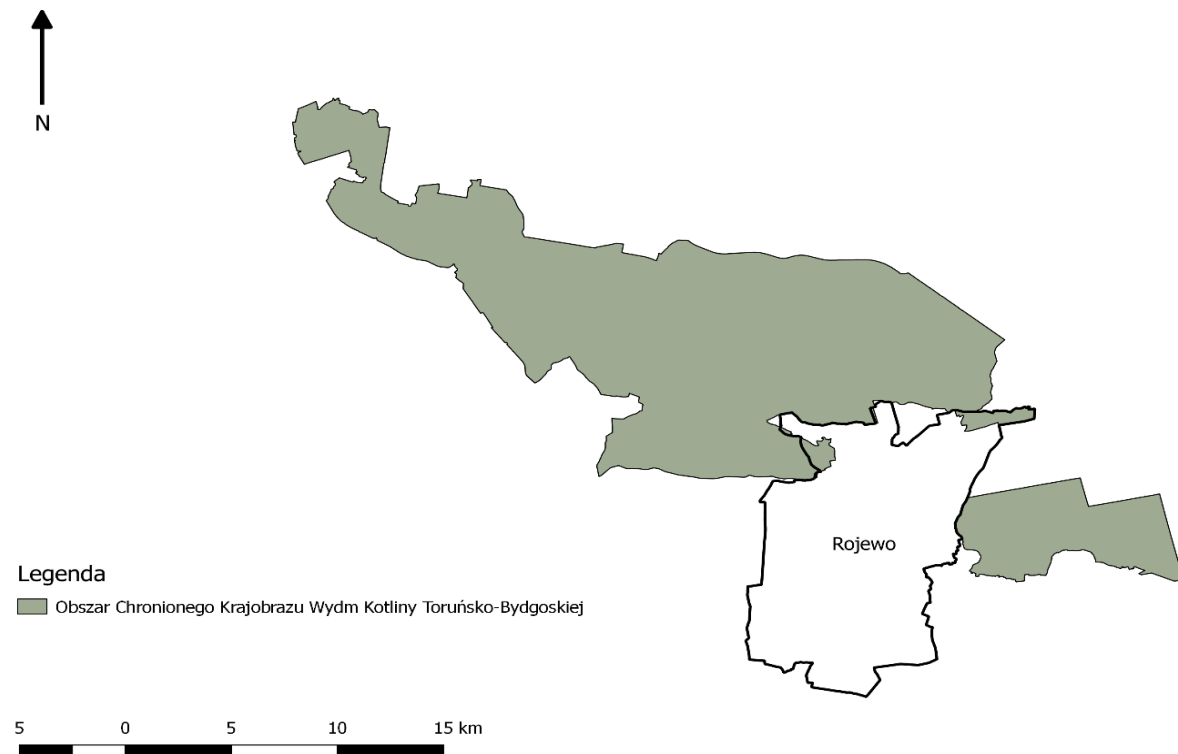 N
Rojewo
Legenda
Obszar Chronionego Krajobrazu Wydm Kotliny Toruńsko-Bydgoskiej
5 0 5 10 15 km